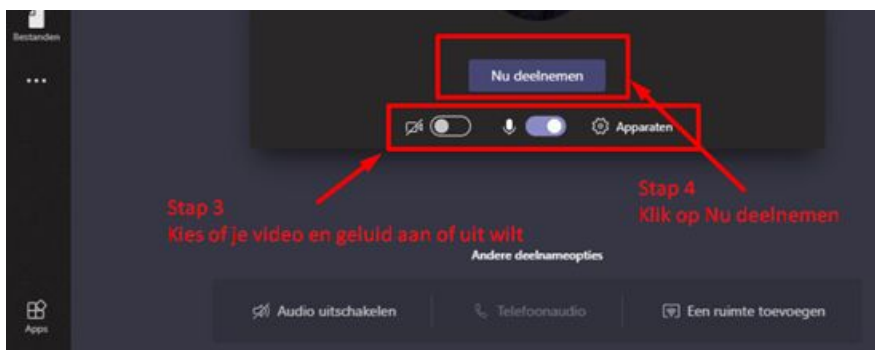 Bestanden
Nu deelnemen
Apparaten
Stap 3
Kies of je video en geluid aan of uit wilt
Stap 4
Klik op Nu deelnemen
Andere deelnameopties
Audio uitschakelen
Telefoonaudio
Een ruimte toevoegen
Apps